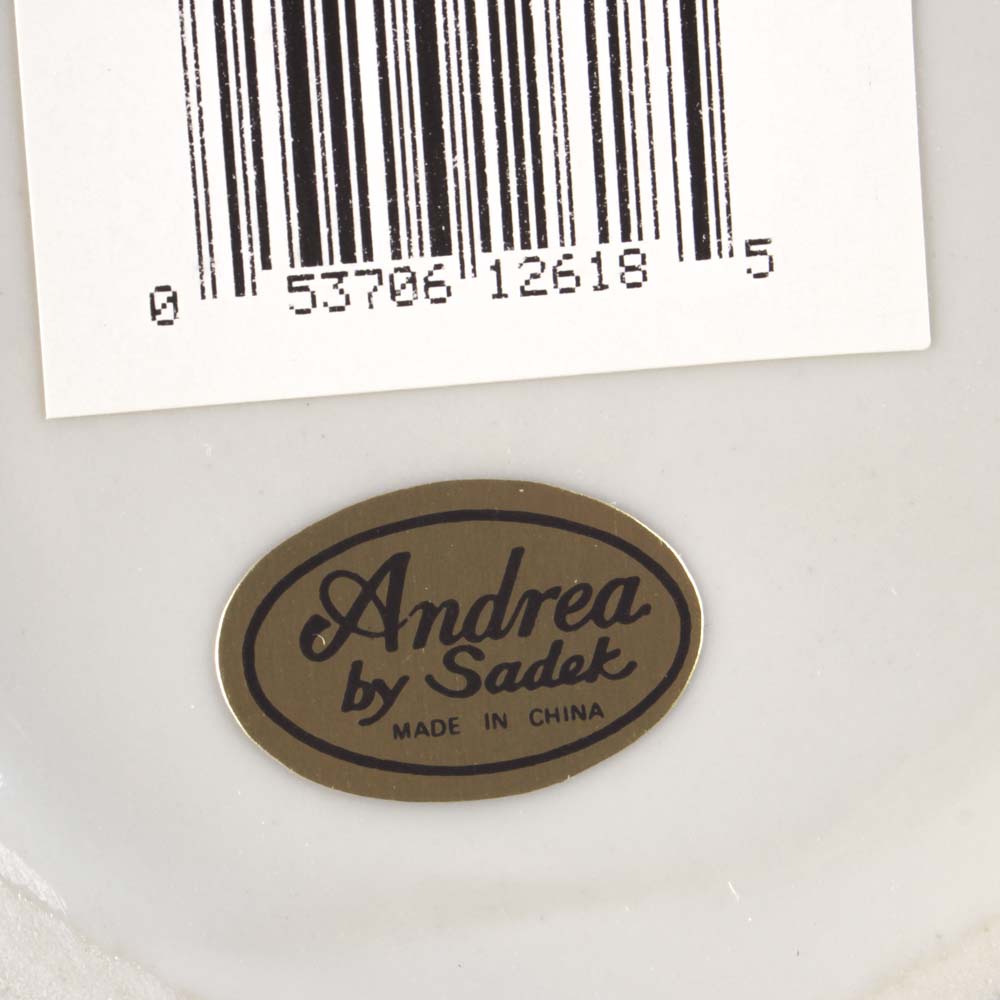 0 53706 12618 5
Andrea
by Sadek
MADE IN CHINA